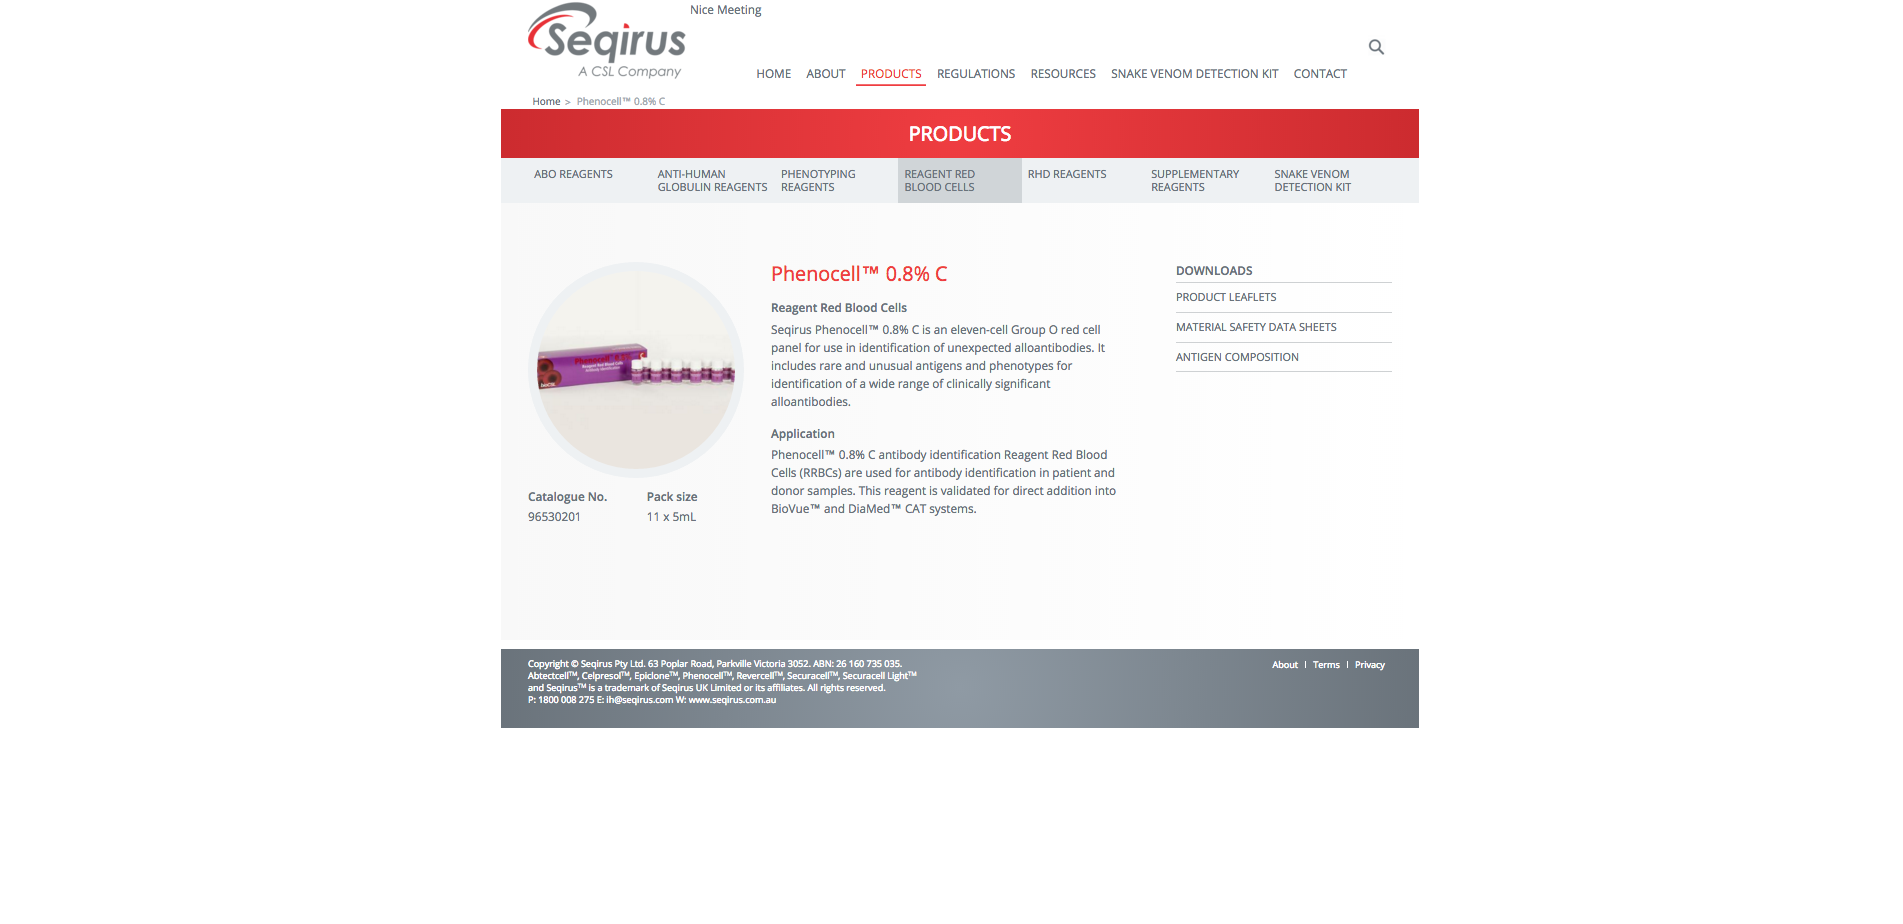 Nice Meeting
Seqirus
A CSL Company
HOME ABOUT PRODUCTS REGULATIONS RESOURCES SNAKE VENOM DETECTION KIT CONTACT
Home > Phenocell™ 0.8% C
PRODUCTS
ABO REAGENTS
ANTI-HUMAN
GLOBULIN REAGENTS
PHENOTYPING
REAGENTS
REAGENT RED
BLOOD CELLS
RHD REAGENTS
SUPPLEMENTARY
REAGENTS
SNAKE VENOM
DETECTION KIT
Phenocell™ 0.8%
Reagent Red Blood Cells
Catalogue No. Pack size
96530201 11 x 5mL
Phenocell™ 0.8% C
Reagent Red Blood Cells
Seqirus Phenocell™ 0.8% C is an eleven-cell Group O red cell
panel for use in identification of unexpected alloantibodies. It
includes rare and unusual antigens and phenotypes for
identification of a wide range of clinically significant
alloantibodies.
Application
Phenocell™ 0.8% C antibody identification Reagent Red Blood
Cells (RRBCs) are used for antibody identification in patient and
donor samples. This reagent is validated for direct addition into
BioVue™ and DiaMed™ CAT systems.
DOWNLOADS
PRODUCT LEAFLETS
MATERIAL SAFETY DATA SHEETS
ANTIGEN COMPOSITION
Copyright © Seqirus Pty Ltd. 63 Poplar Road, Parkville Victoria 3052. ABN: 26 160 735 035.
Abtectcell™, Celpresol™, Epiclone™, Phenocell™, Revercell™, Securacell™, Securacell Light™
and Seqirus™ is a trademark of Seqirus UK Limited or its affiliates. All rights reserved.
P: 1800 008 275 E: ih@seqirus.com W: www.seqirus.com.au
About | Terms | Privacy